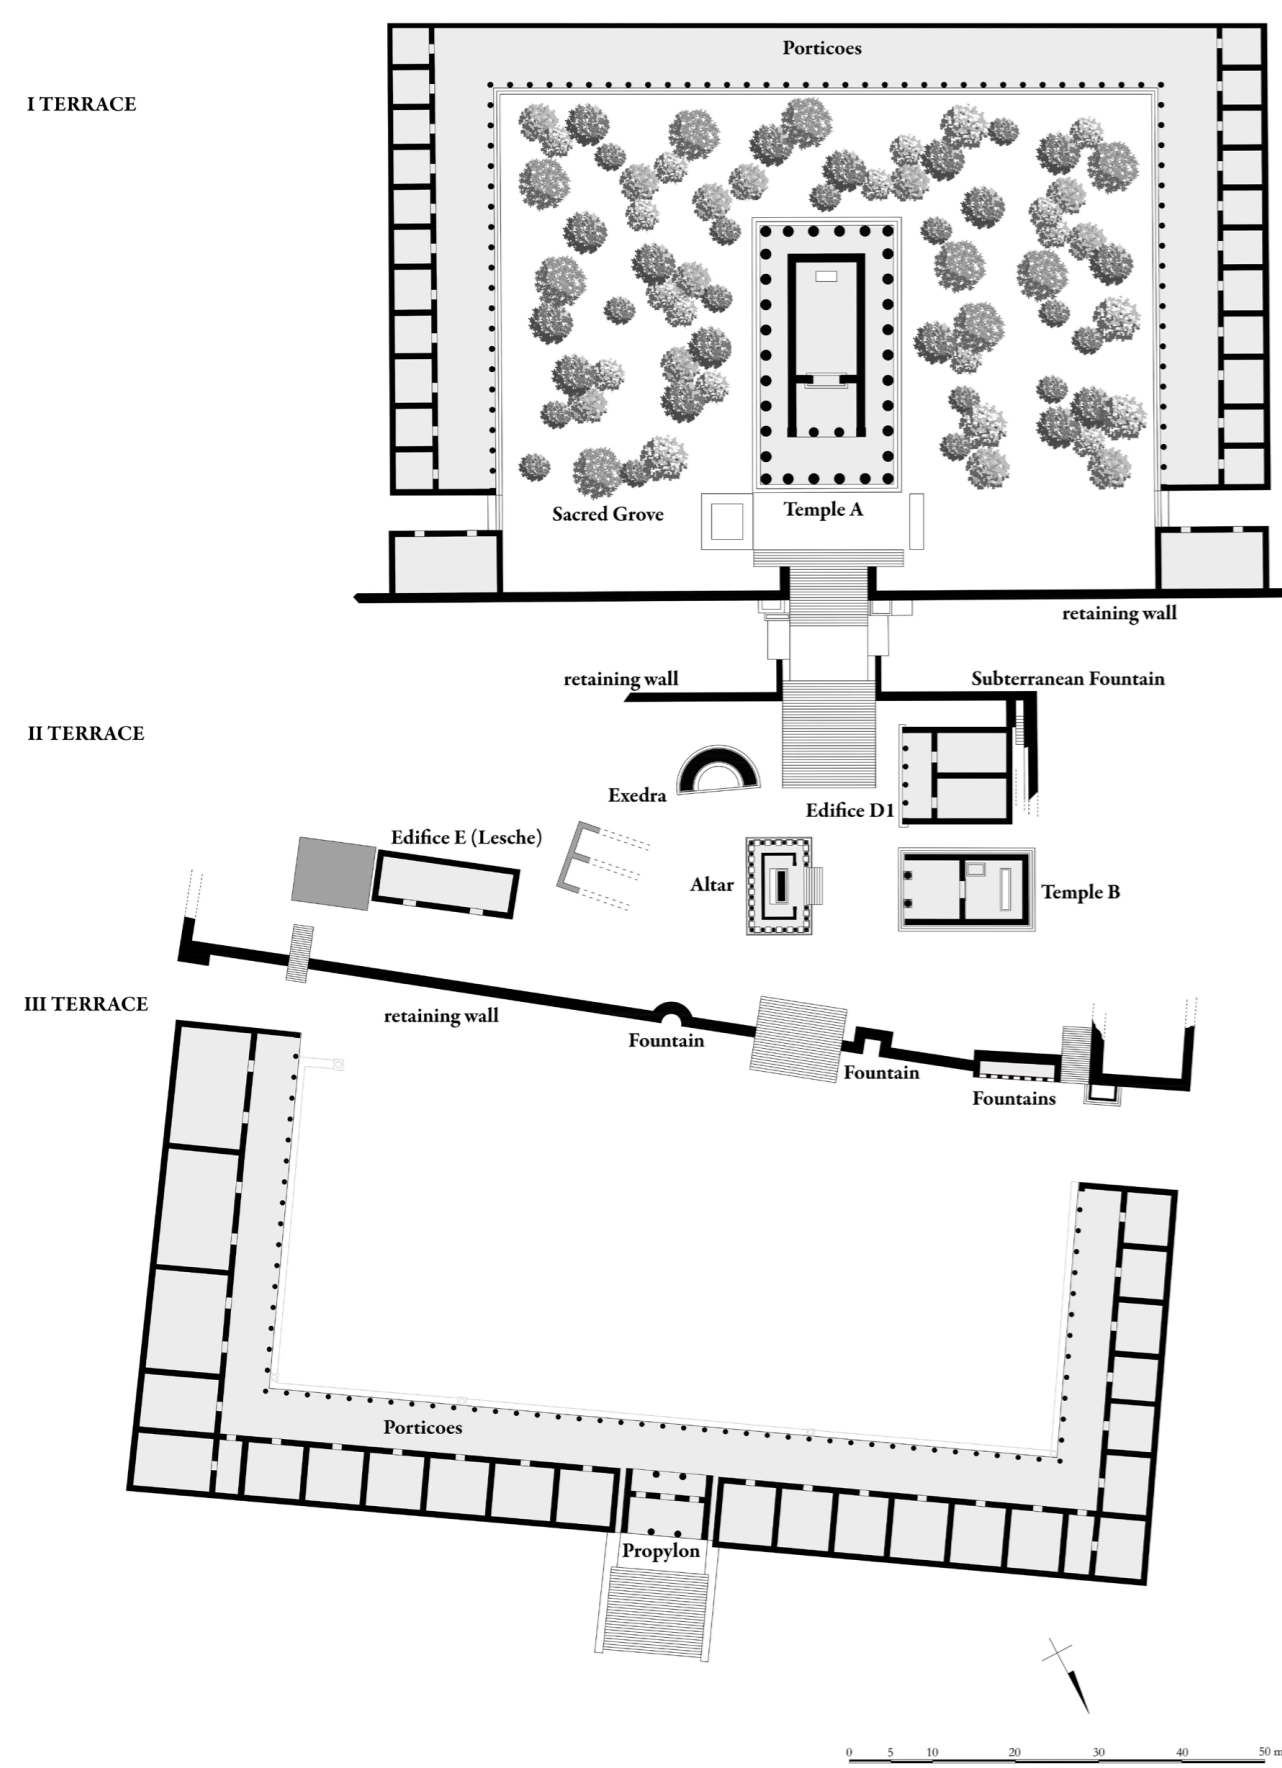 Porticoes
I TERRACE
Sacred Grove
Temple A
retaining wall
retaining wall
Subterranean Fountain
II TERRACE
Exedra
Edifice D1
Edifice E (Lesche)
Altar
Temple B
III TERRACE
retaining wall
Fountain
Fountain
Fountains
Porticoes
Propylon
0 5 10 20 30 40 50 m